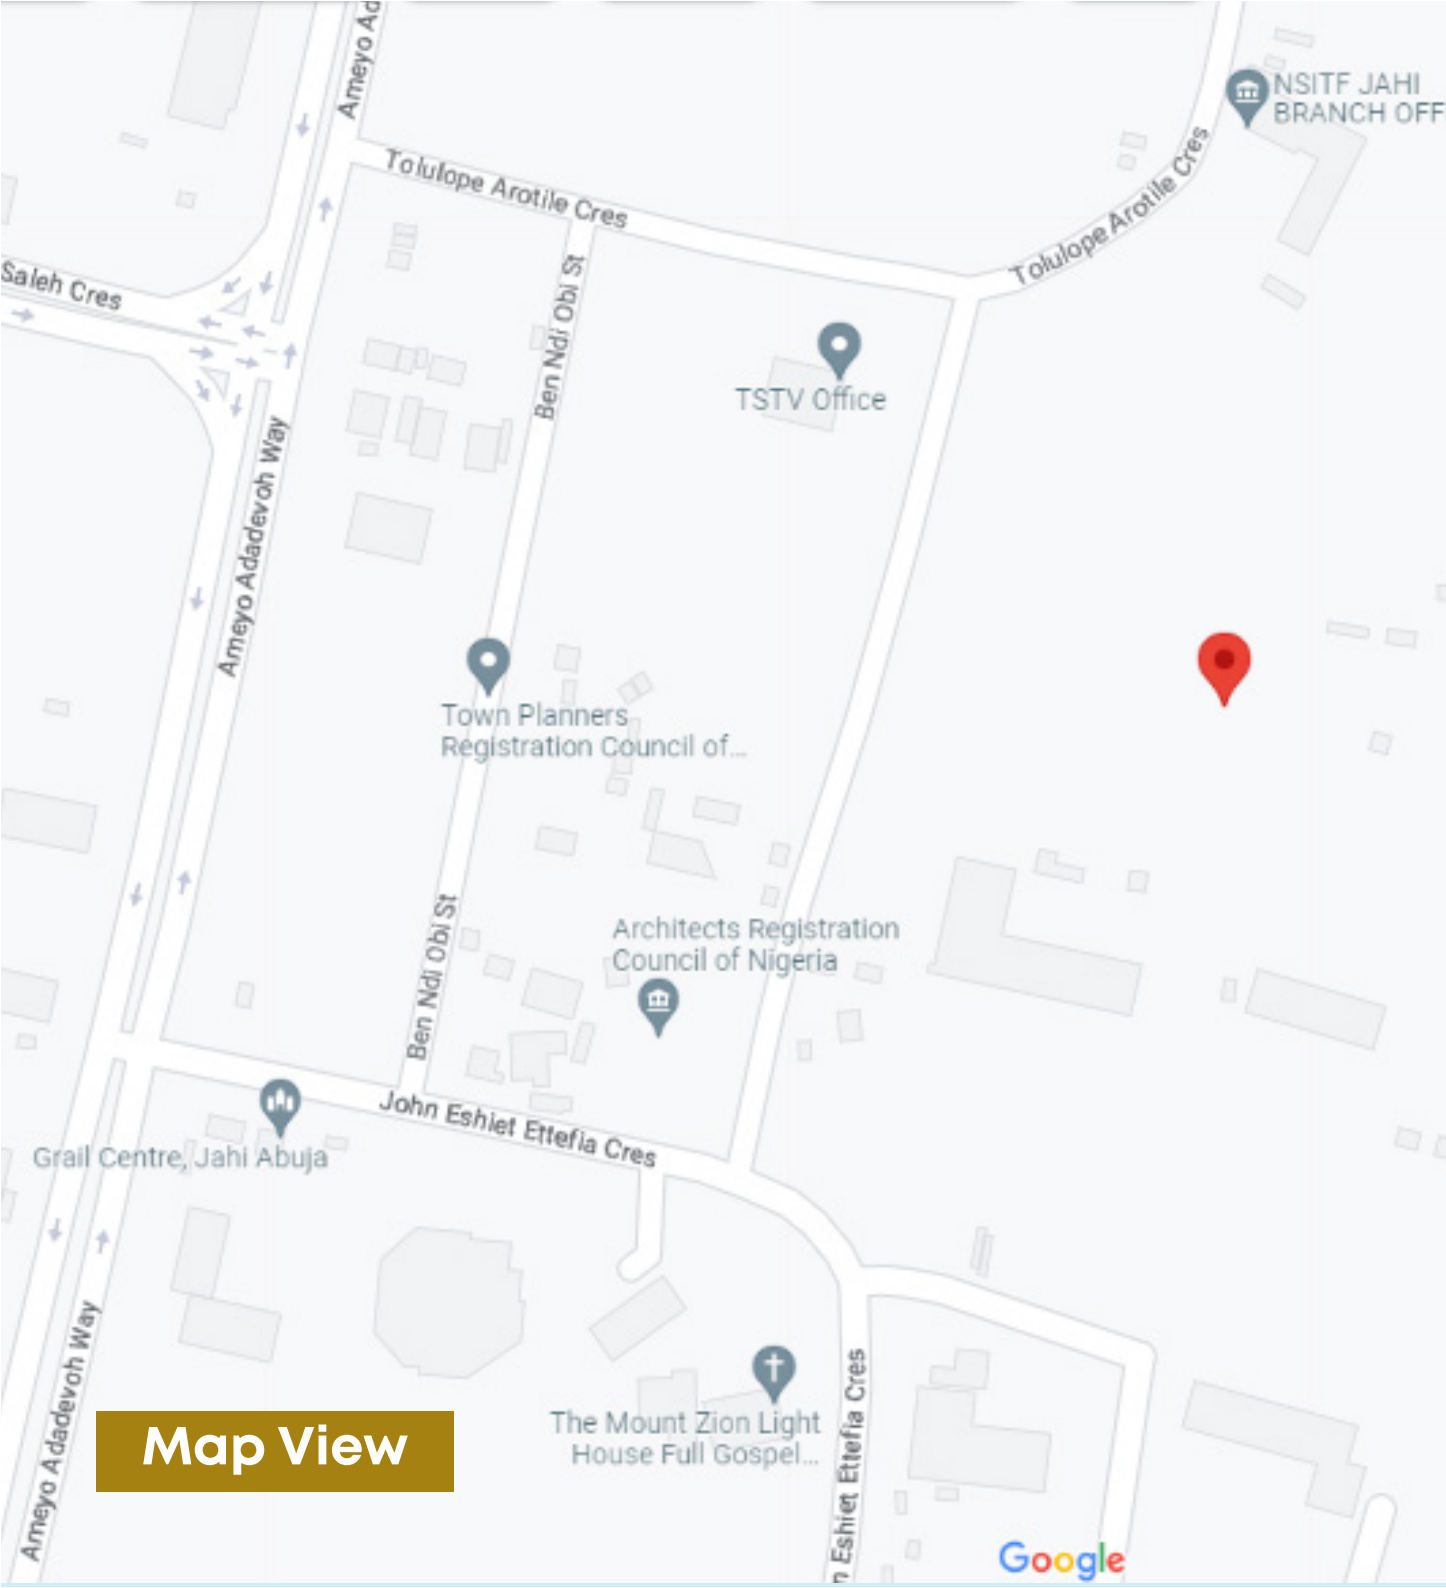 Ameyo Ad
NSITF JAHI
BRANCH OFF
Tolulope Arotile Cres
Tolulope Arotile Cres
Saleh Cres
Ben Ndi Obi St
TSTV Office
Ameyo Adadevoh Way
Town Planners
Registration Council of...
Architects Registration
Council of Nigeria
Ben Ndi Obi St
John Eshiet Ettefia Cres
Grail Centre, Jahi Abuja
The Mount Zion Light
House Full Gospel...
Map View
Ameyo Adadevoh Way
n Eshiet Ettefia Cres
Google